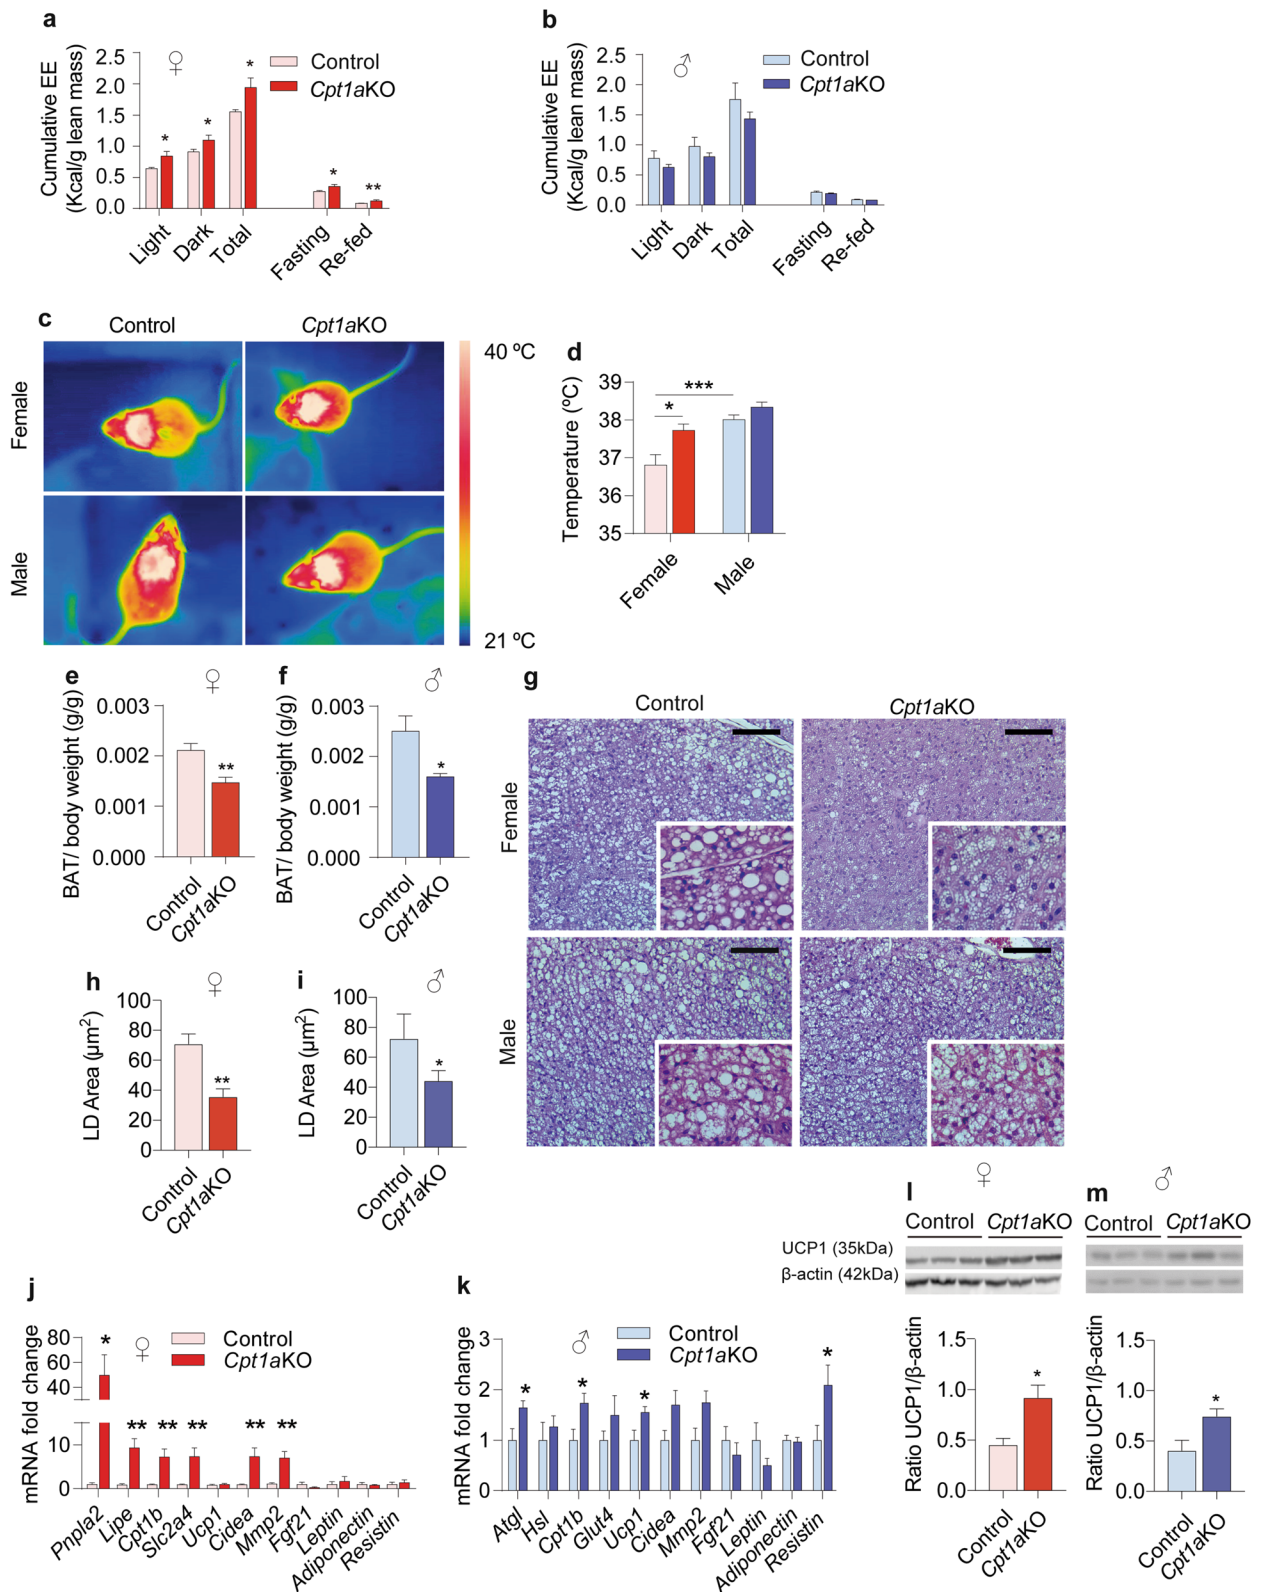 a
♀
Control
Cpt1aKO
Cumulative EE
(Kcal/g lean mass)
2.5
2.0
1.5
1.0
0.5
0.0
* * * * **
Light Dark Total Fasting Re-fed
b
♂
Control
Cpt1aKO
Cumulative EE
(Kcal/g lean mass)
2.5
2.0
1.5
1.0
0.5
0.0
Light Dark Total Fasting Re-fed
c
Control Cpt1aKO
Female
Male
40 ºC
21 ºC
d
Temperature (ºC)
39
38
37
36
35
***
*
Female Male
e
♀
BAT/ body weight (g/g)
0.003
0.002
0.001
0.000
**
Control Cpt1aKO
f
♂
BAT/ body weight (g/g)
0.003
0.002
0.001
0.000
*
Control Cpt1aKO
g
Control Cpt1aKO
Female
Male
h
♀
LD Area (µm²)
100
80
60
40
20
0
**
Control Cpt1aKO
i
♂
LD Area (µm²)
100
80
60
40
20
0
*
Control Cpt1aKO
j
♀
Control
Cpt1aKO
mRNA fold change
80
60
40
10
0
* ** ** ** ** **
Pnpla2 Lipe Cpt1b Slc2a4 Ucp1 Cidea Mmp2 Fgf21 Leptin Adiponectin Resistin
k
♂
Control
Cpt1aKO
mRNA fold change
3
2
1
0
* * * *
Atgl Hsl Cpt1b Glut4 Ucp1 Cidea Mmp2 Fgf21 Leptin Adiponectin Resistin
l
♀
Control Cpt1aKO
UCP1 (35kDa)
β-actin (42kDa)
Ratio UCP1/β-actin
1.5
1.0
0.5
0.0
*
Control Cpt1aKO
m
♂
Control Cpt1aKO
Ratio UCP1/β-actin
1.5
1.0
0.5
0.0
*
Control Cpt1aKO